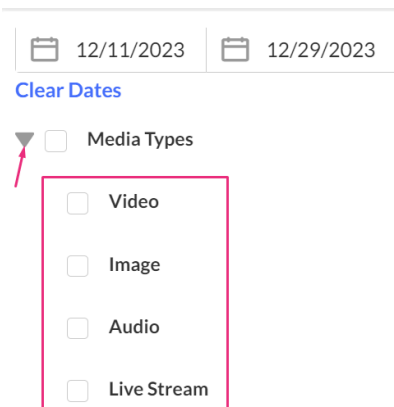 12/11/2023 12/29/2023
Clear Dates
Media Types
Video
Image
Audio
Live Stream